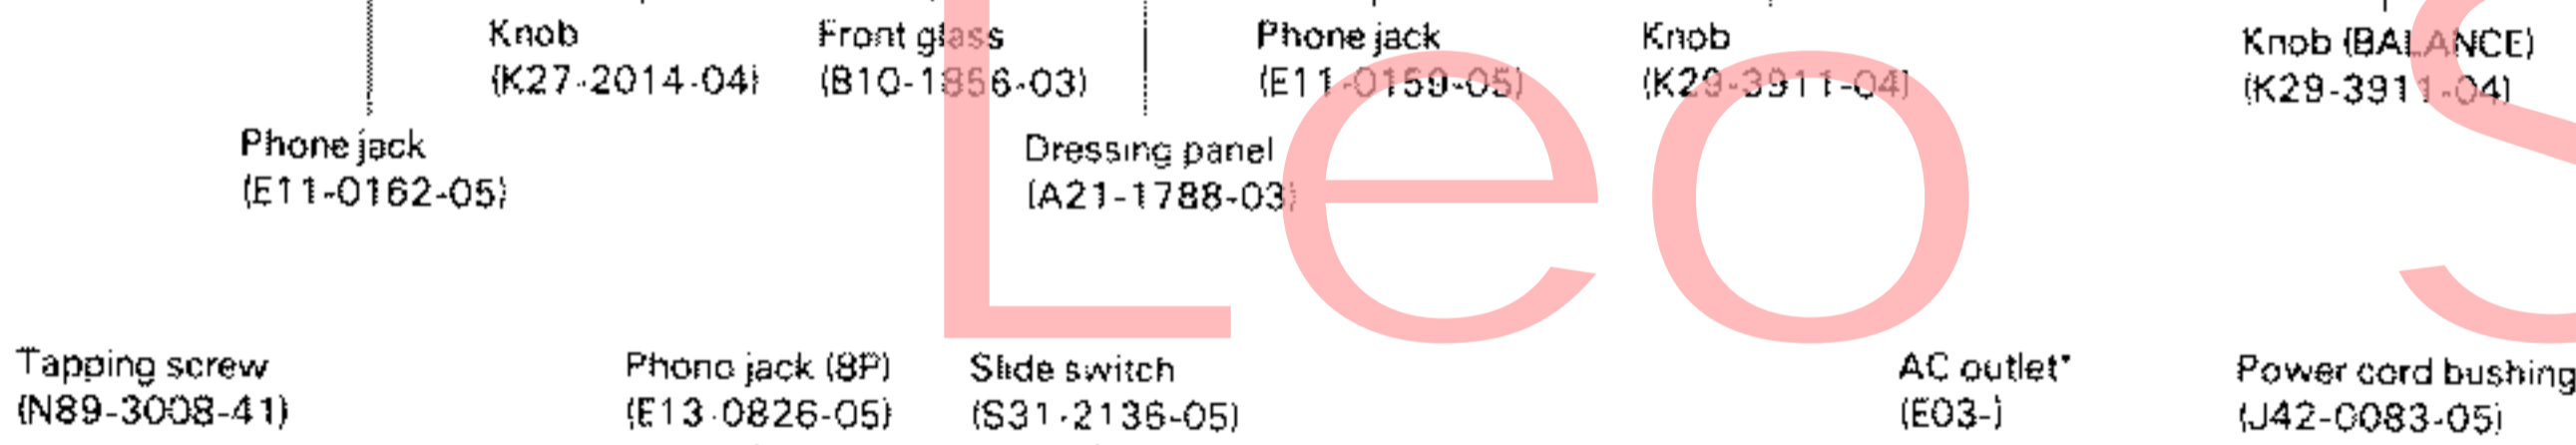 Knob
(K27-2014-04)
Front glass
(B10-1856-03)
Phone jack
(E11-0159-05)
Knob
(K29-3911-04)
Knob (BALANCE)
(K29-3911-04)
Phone jack
(E11-0162-05)
Dressing panel
(A21-1788-03)
Leo S
Tapping screw
(N89-3008-41)
Phono jack (8P)
(E13-0826-05)
Slide switch
(S31-2136-05)
AC outlet*
(E03-)
Power cord bushing
(J42-0083-05)